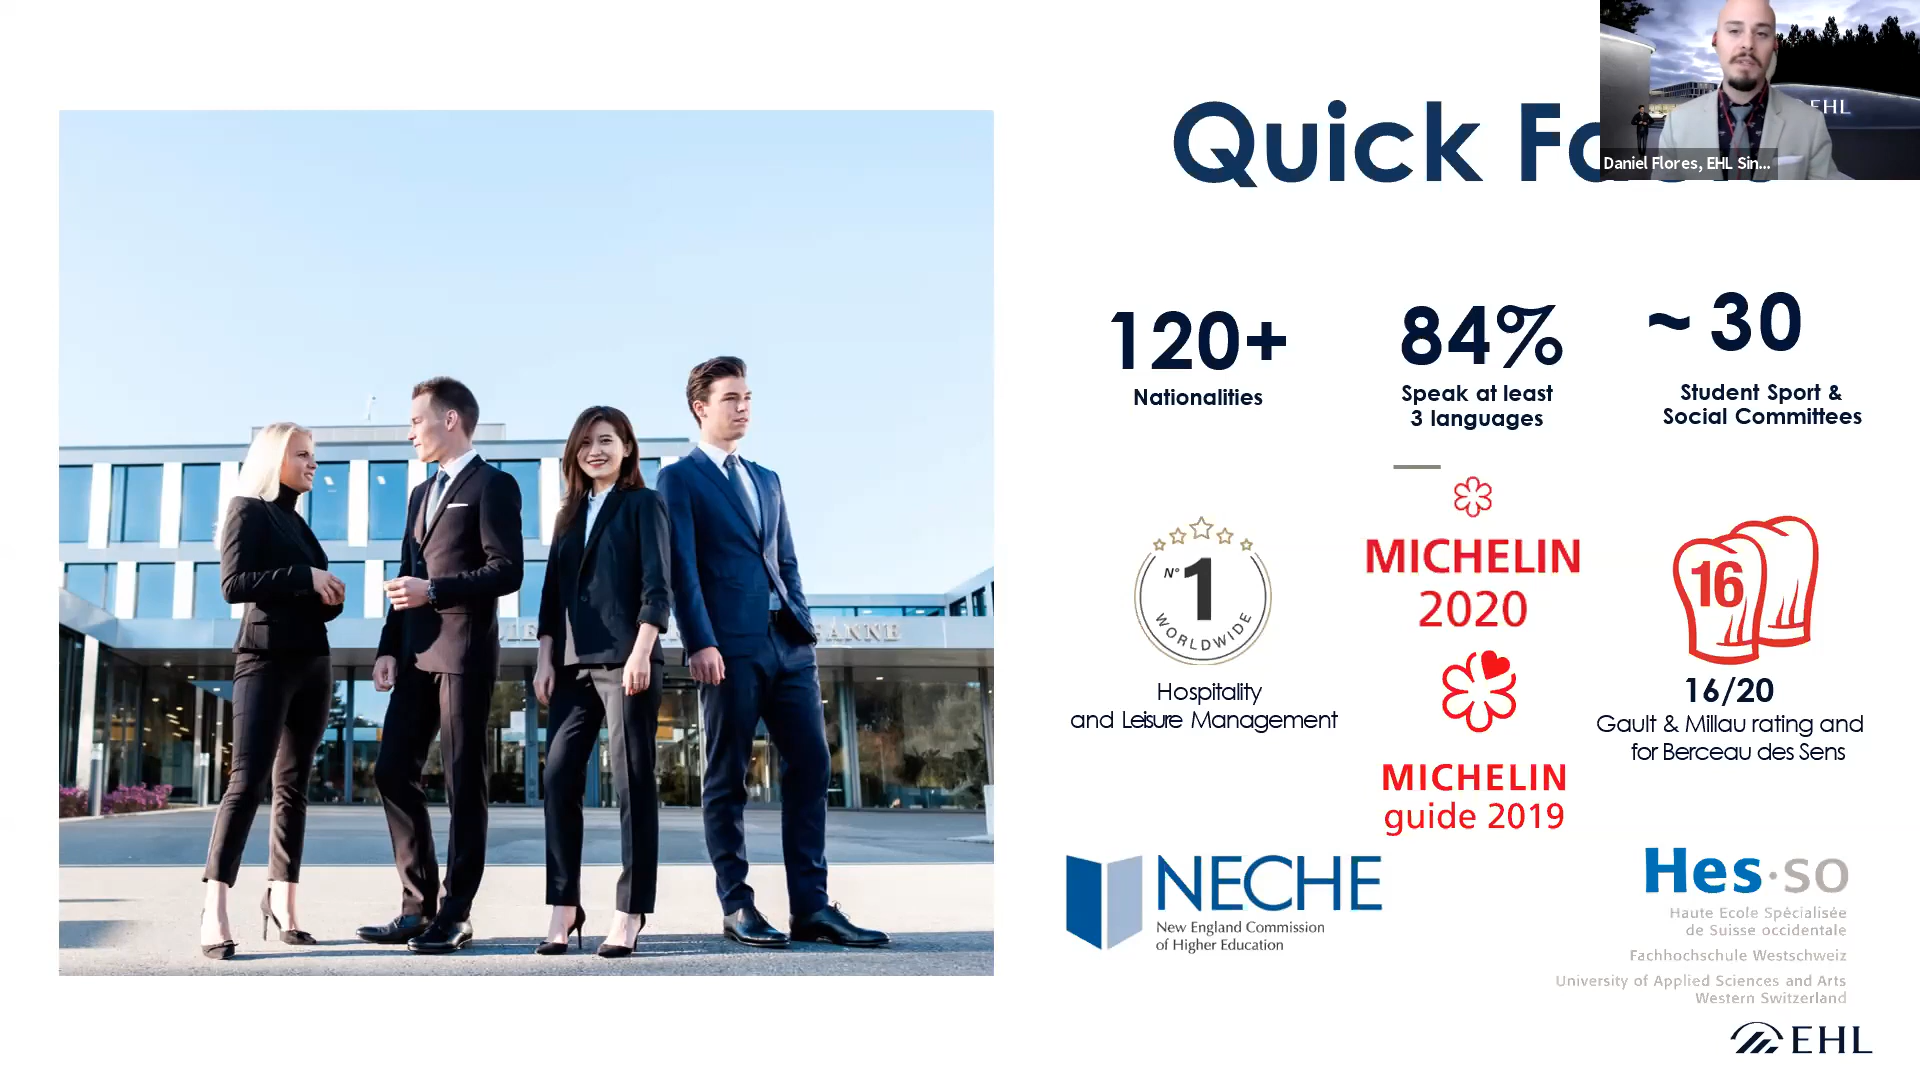 Quick Fa
EHL
Daniel Flores, EHL Sin...
120+
Nationalities
84%
Speak at least
3 languages
~ 30
Student Sport &
Social Committees
N° 1
WORLDWIDE
Hospitality
and Leisure Management
MICHELIN
2020
MICHELIN
guide 2019
16
16/20
Gault & Millau rating and
for Berceau des Sens
NECHE
New England Commission
of Higher Education
Hes·so
Haute Ecole Spécialisée
de Suisse occidentale
Fachhochschule Westschweiz
University of Applied Sciences and Arts
Western Switzerland
EHL